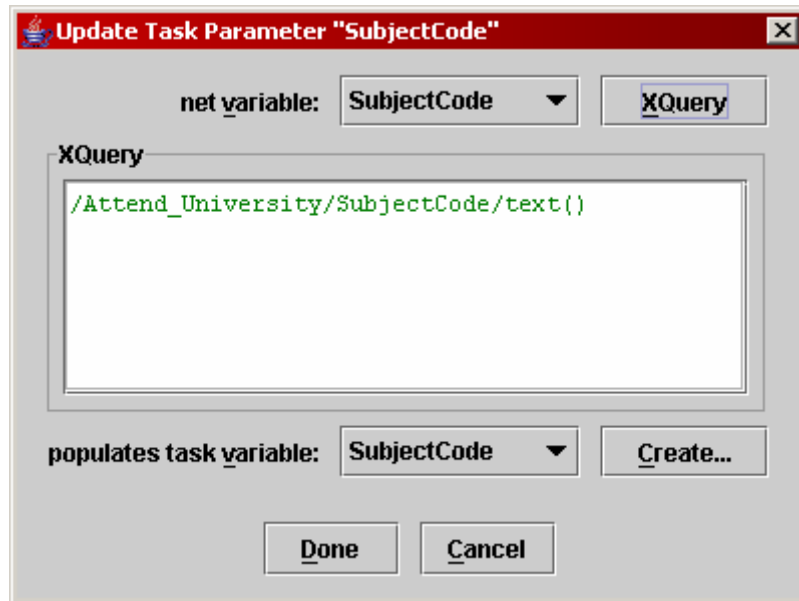 Update Task Parameter "SubjectCode"
net variable: SubjectCode XQuery
XQuery
/Attend_University/SubjectCode/text()
populates task variable: SubjectCode Create...
Done Cancel